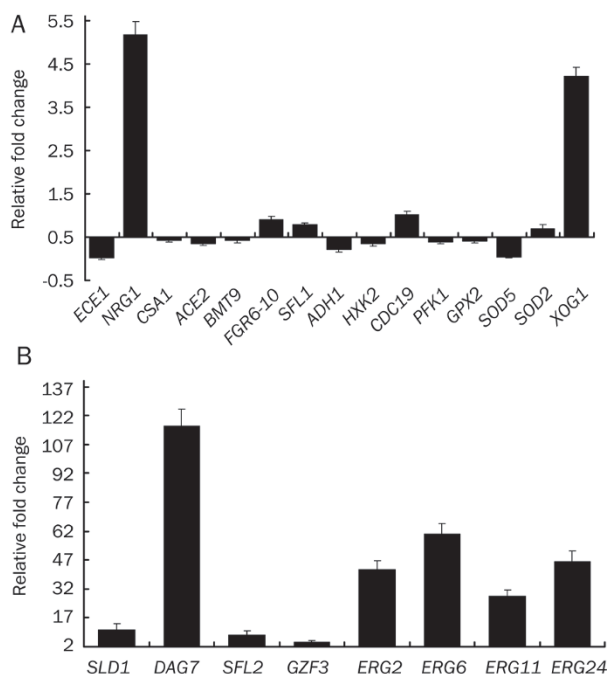 A
Relative fold change
5.5
4.5
3.5
2.5
1.5
0.5
-0.5
ECE1
NRG1
CSA1
ACE2
BMT9
FGR6-10
SFL1
ADH1
HXK2
CDC19
PFK1
GPX2
SOD5
SOD2
XOG1
B
Relative fold change
137
122
107
92
77
62
47
32
17
2
SLD1 DAG7 SFL2 GZF3 ERG2 ERG6 ERG11 ERG24